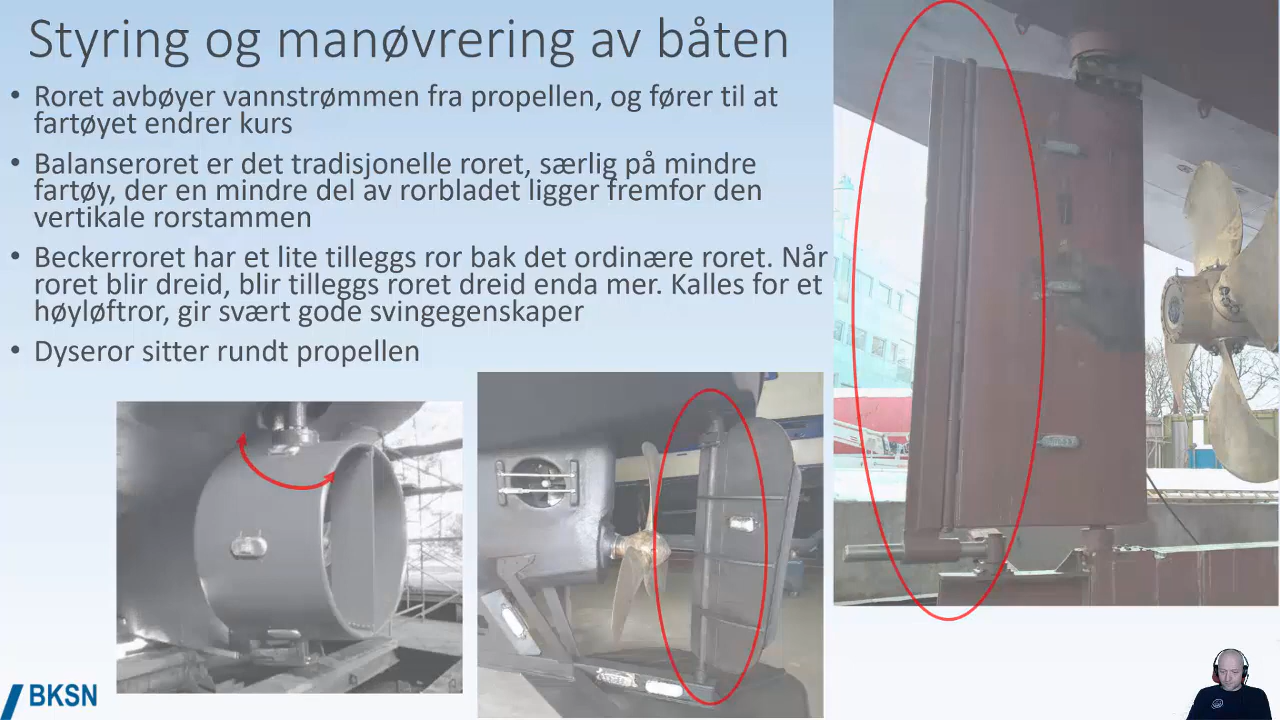 Styring og manøvrering av båten
• Roret avbøyer vannstrømmen fra propellen, og fører til at
fartøyet endrer kurs
• Balanseroret er det tradisjonelle roret, særlig på mindre
fartøy, der en mindre del av rorbladet ligger fremfor den
vertikale rorstammen
• Beckerroret har et lite tilleggs ror bak det ordinære roret. Når
roret blir dreid, blir tilleggs roret dreid enda mer. Kalles for et
høyløftror, gir svært gode svingegenskaper
• Dyseror sitter rundt propellen
BKSN